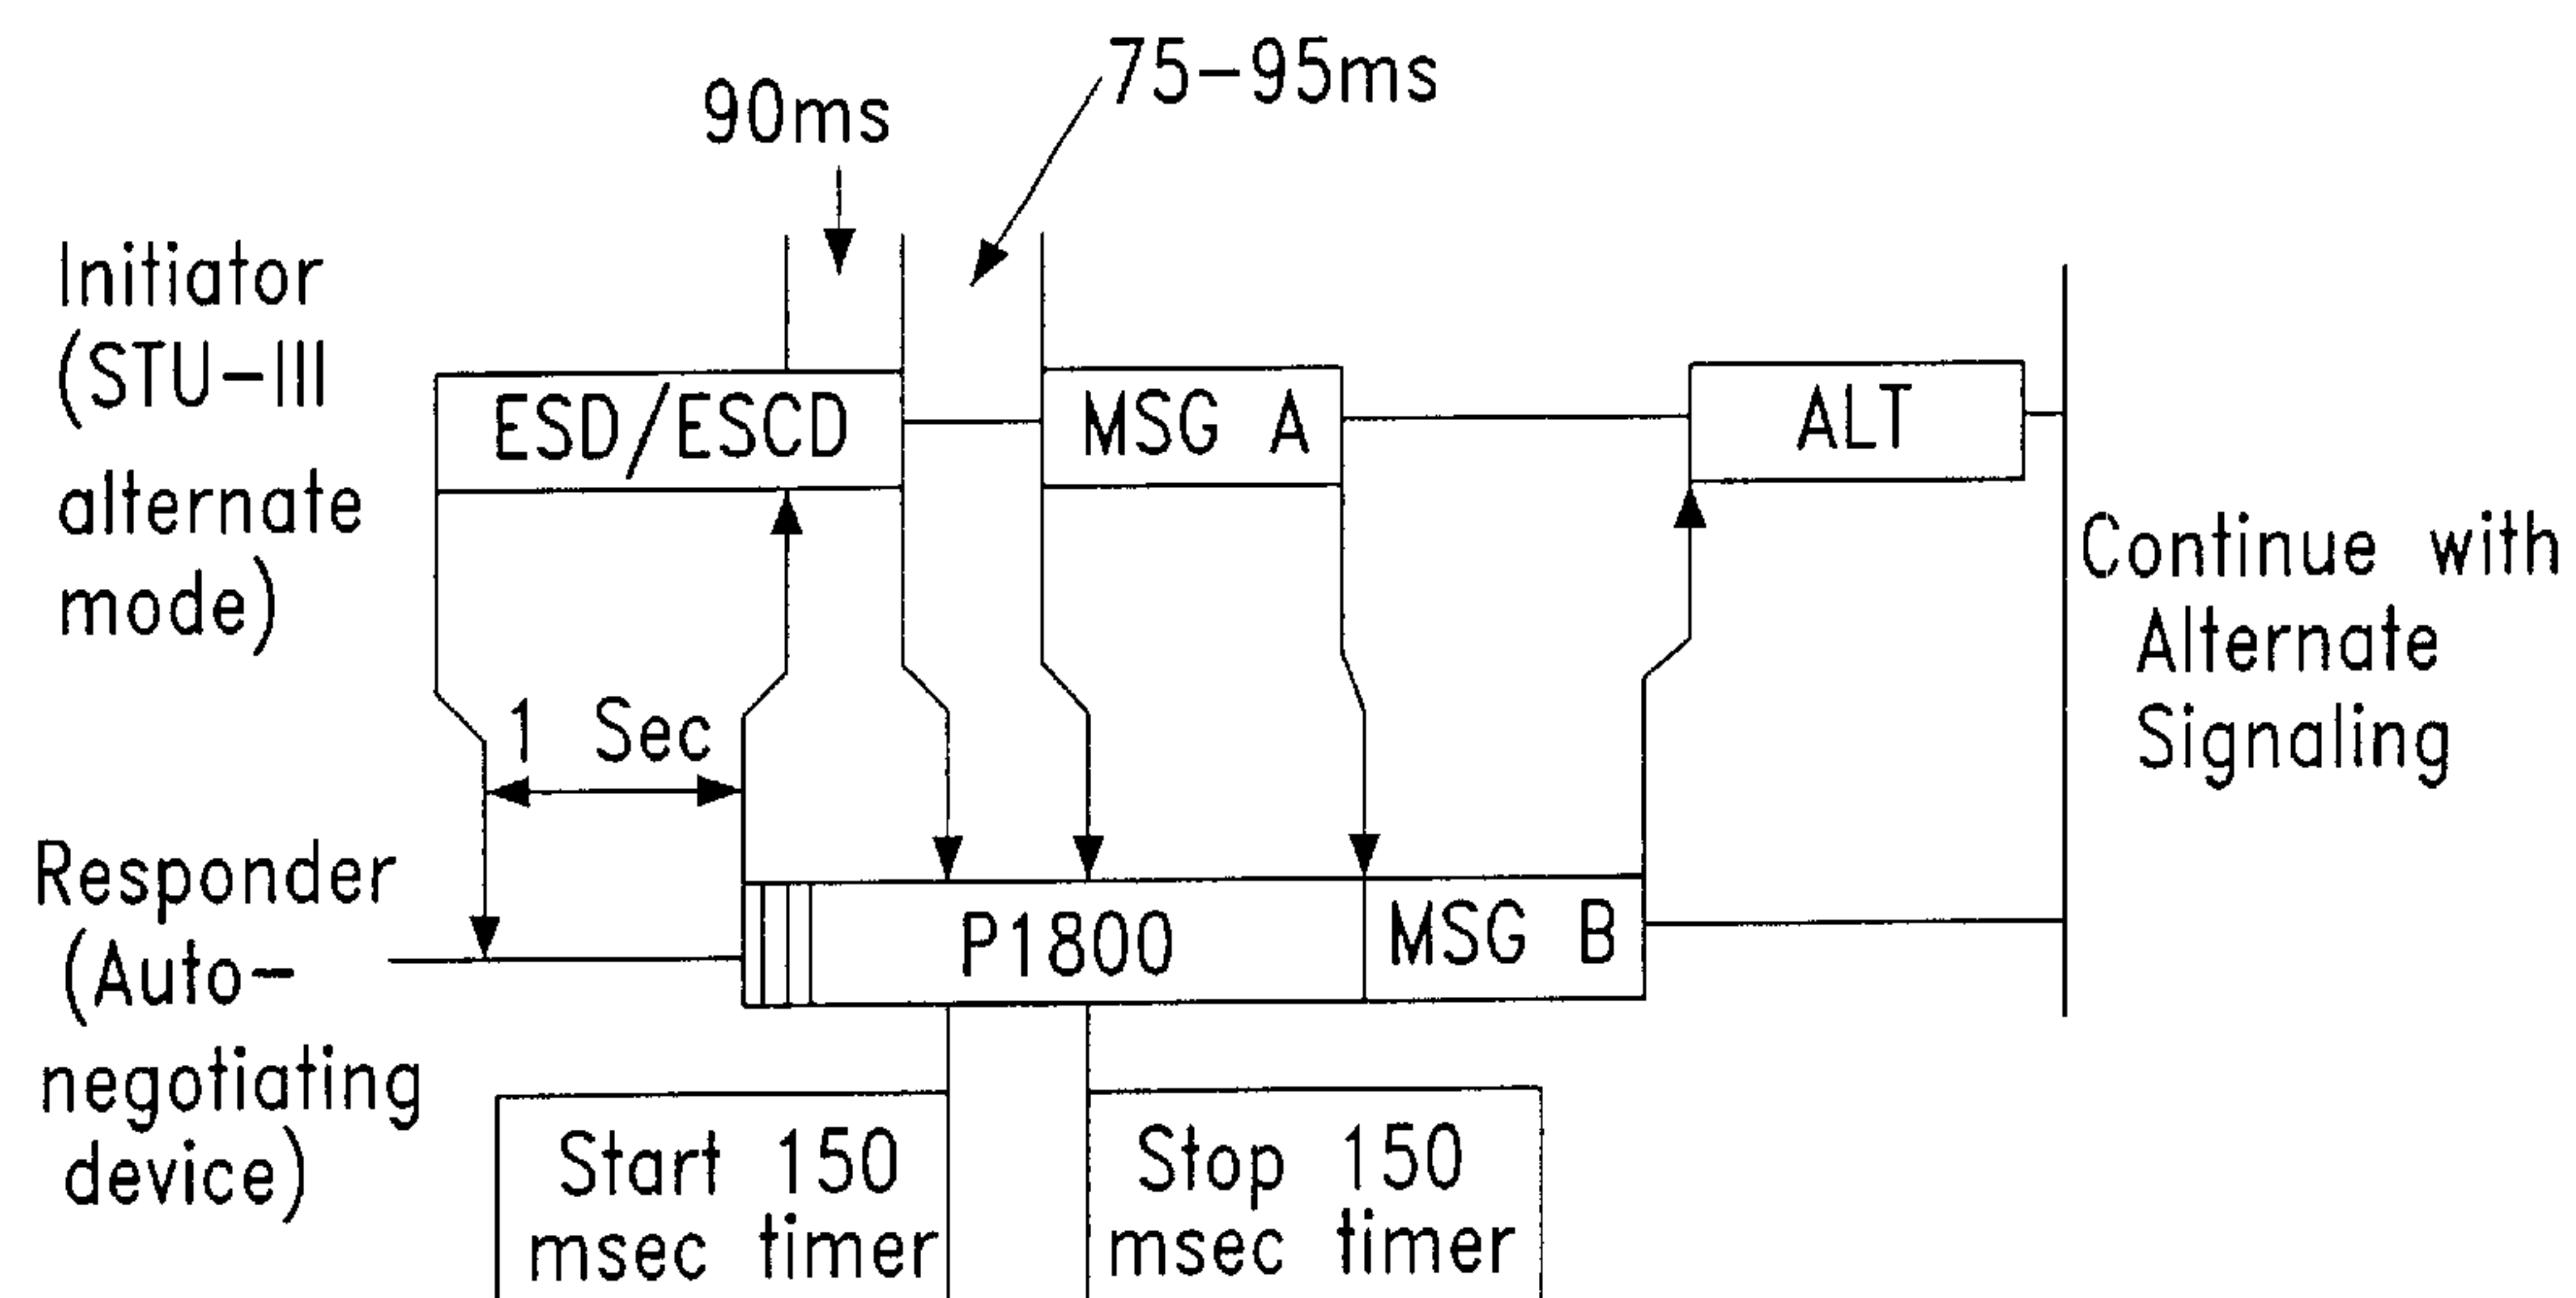 75-95ms
90ms
Initiator
(STU-III
alternate
mode)
ESD/ESCD
MSG A
ALT
Continue with
Alternate
Signaling
1 Sec
Responder
(Auto-
negotiating
device)
P1800
MSG B
Start 150
msec timer
Stop 150
msec timer